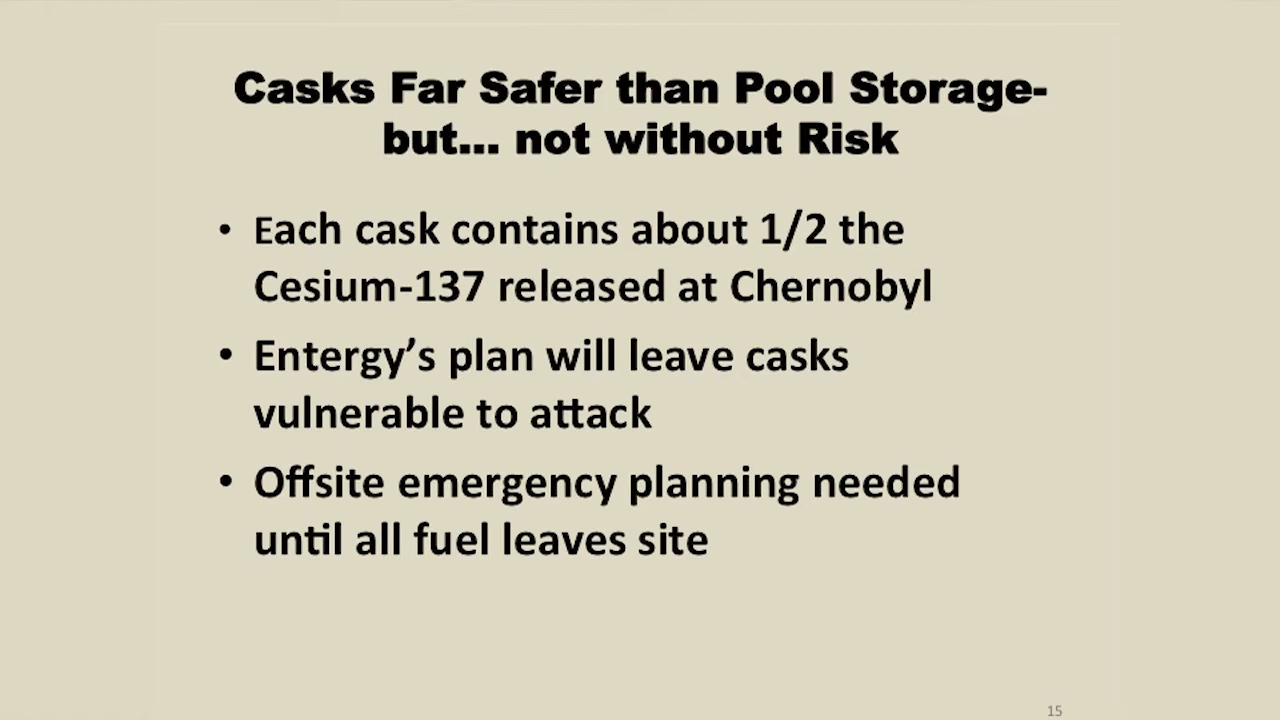 Casks Far Safer than Pool Storage-
but... not without Risk
• Each cask contains about 1/2 the
Cesium-137 released at Chernobyl
• Entergy’s plan will leave casks
vulnerable to attack
• Offsite emergency planning needed
until all fuel leaves site
15